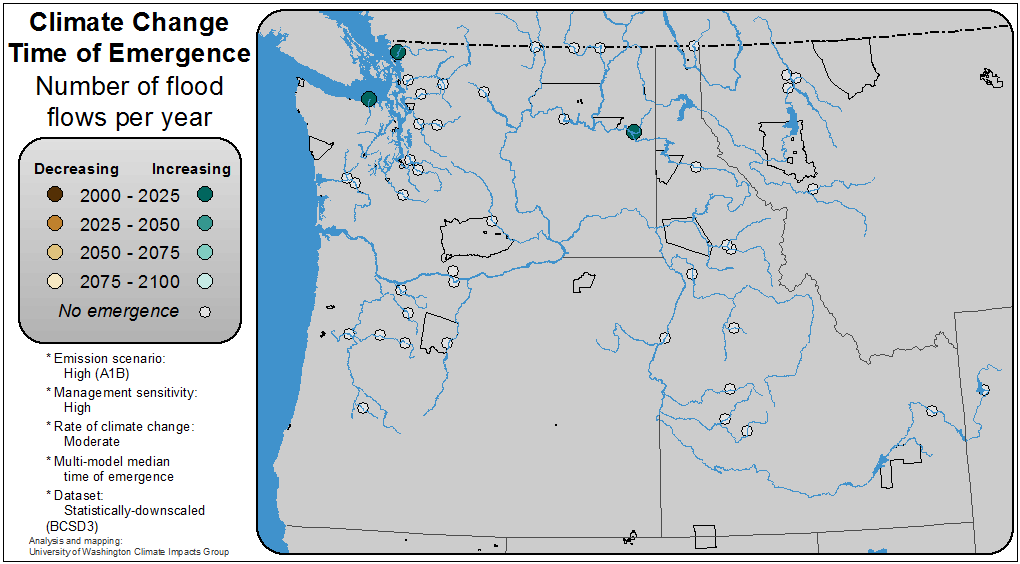 Climate Change
Time of Emergence
Number of flood
flows per year
Decreasing Increasing
2000 - 2025
2025 - 2050
2050 - 2075
2075 - 2100
No emergence
* Emission scenario:
High (A1B)
* Management sensitivity:
High
* Rate of climate change:
Moderate
* Multi-model median
time of emergence
* Dataset:
Statistically-downscaled
(BCSD3)
Analysis and mapping:
University of Washington Climate Impacts Group